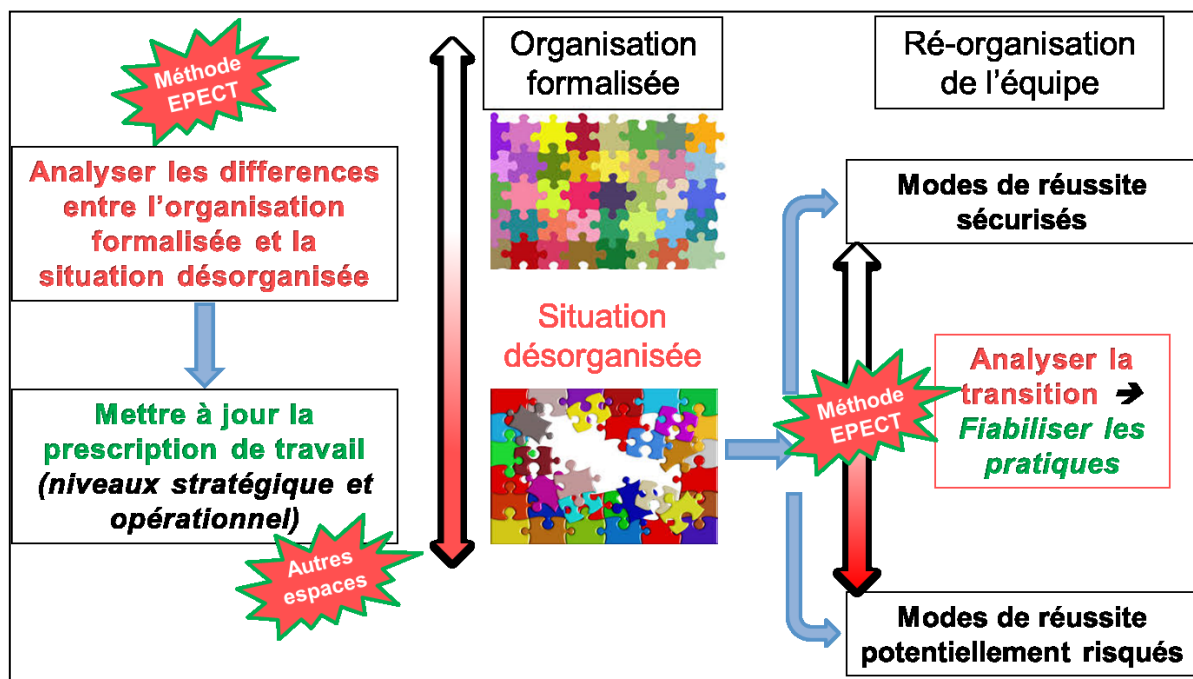 Méthode
EPECT
Analyser les differences
entre l'organisation
formalisée et la
situation désorganisée
Mettre à jour la
prescription de travail
(niveaux stratégique et
opérationnel)
Autres
espaces
Organisation
formalisée
Situation
désorganisée
Ré-organisation
de l'équipe
Modes de réussite
sécurisés
Méthode
EPECT
Analyser la
transition ➔
Fiabiliser les
pratiques
Modes de réussite
potentiellement risqués